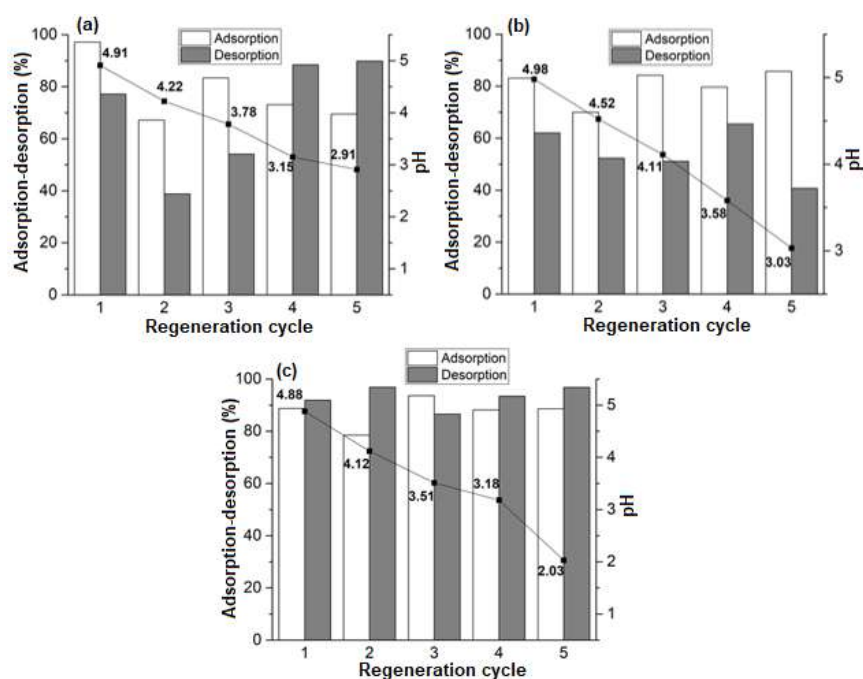 (a)
Adsorption
Desorption
100
80
60
40
20
0
Adsorption-desorption (%)
4.91
4.22
3.78
3.15
2.91
5
4
3
2
1
pH
1 2 3 4 5
Regeneration cycle
(b)
Adsorption
Desorption
100
80
60
40
20
0
Adsorption-desorption (%)
4.98
4.52
4.11
3.58
3.03
5
4
3
pH
1 2 3 4 5
Regeneration cycle
(c)
Adsorption
Desorption
100
80
60
40
20
0
Adsorption-desorption (%)
4.88
4.12
3.51
3.18
2.03
5
4
3
2
1
pH
1 2 3 4 5
Regeneration cycle